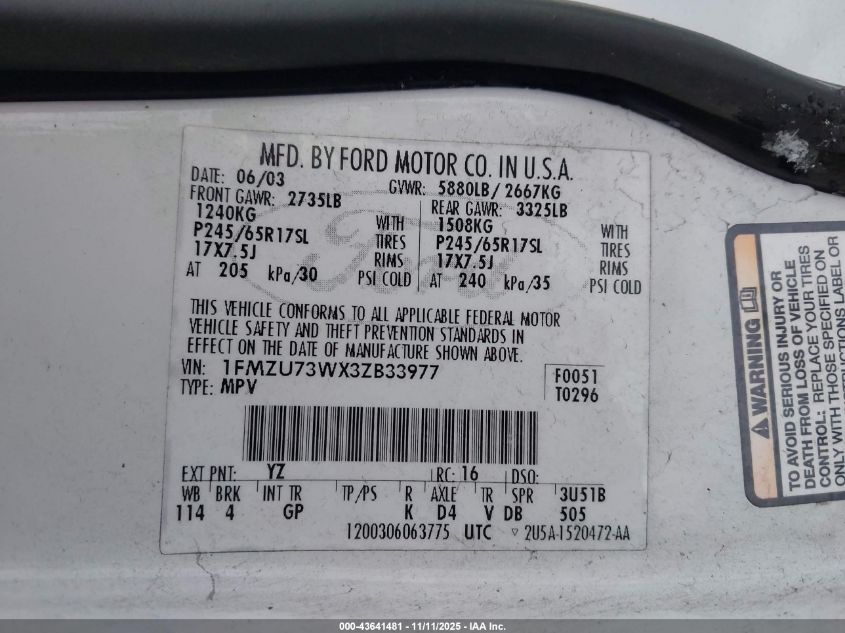 MFD. BY FORD MOTOR CO. IN U.S.A.
DATE: 06/03 GVWR: 5880LB/ 2667KG
FRONT GAWR: 2735LB REAR GAWR: 3325LB
1240KG WITH 1508KG WITH
P245/65R17SL TIRES P245/65R17SL TIRES
17X7.5J RIMS 17X7.5J RIMS
AT 205 kPa/30 PSI COLD AT 240 kPa/35 PSI COLD
THIS VEHICLE CONFORMS TO ALL APPLICABLE FEDERAL MOTOR
VEHICLE SAFETY AND THEFT PREVENTION STANDARDS IN
EFFECT ON THE DATE OF MANUFACTURE SHOWN ABOVE.
VIN: 1FMZU73WX3ZB33977 F0051
TYPE: MPV T0296
EXT PNT: YZ RC: 16 DSO:
WB BRK INT TR TP/PS R AXLE TR SPR 3U51B
114 4 GP K D4 V DB 505
1200306063775 UTC ▽ 2U5A-1520472-AA
Ford
WARNING
TO AVOID SERIOUS INJURY OR
DEATH FROM LOSS OF VEHICLE
CONTROL: REPLACE YOUR TIRES
WITH THOSE SPECIFIED ON
INSTRUCTIONS LABEL OR
ONLY
000-43641481 - 11/11/2025 - IAA Inc.